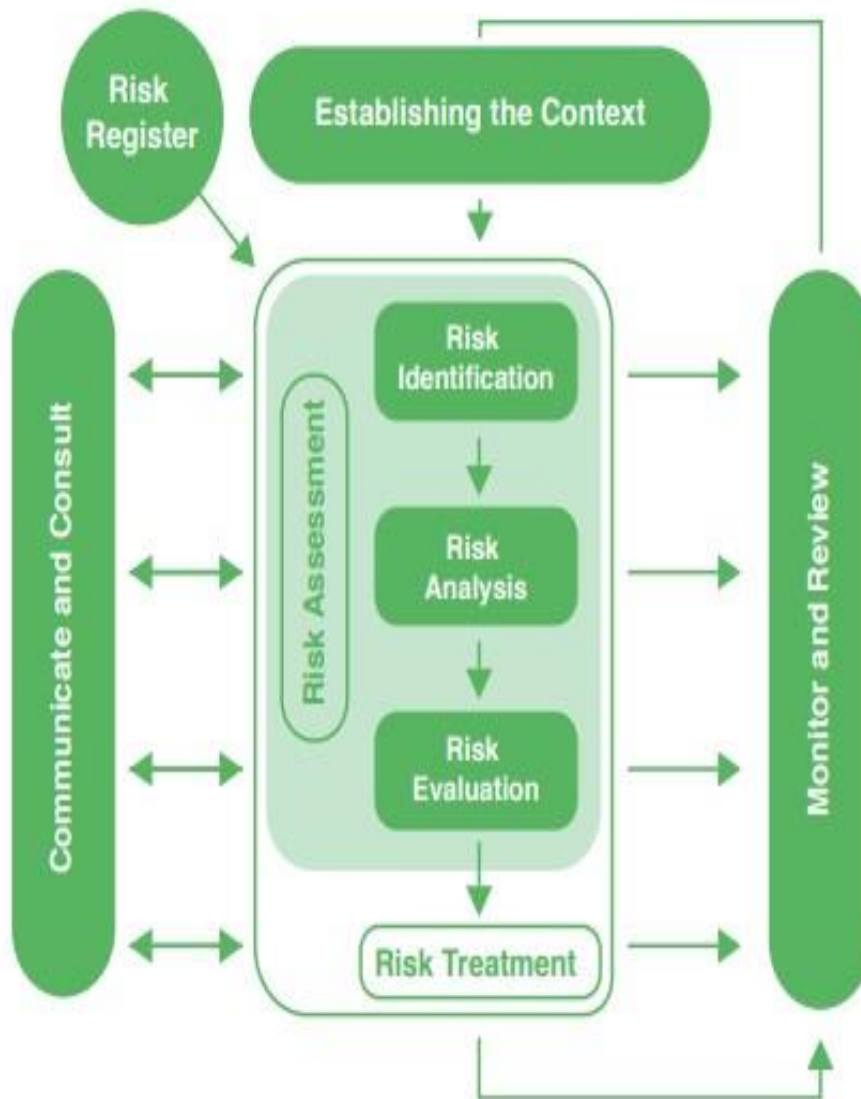 Risk
Register
Establishing the Context
Communicate and Consult
Risk Assessment
Risk
Identification
Risk
Analysis
Risk
Evaluation
Risk Treatment
Monitor and Review